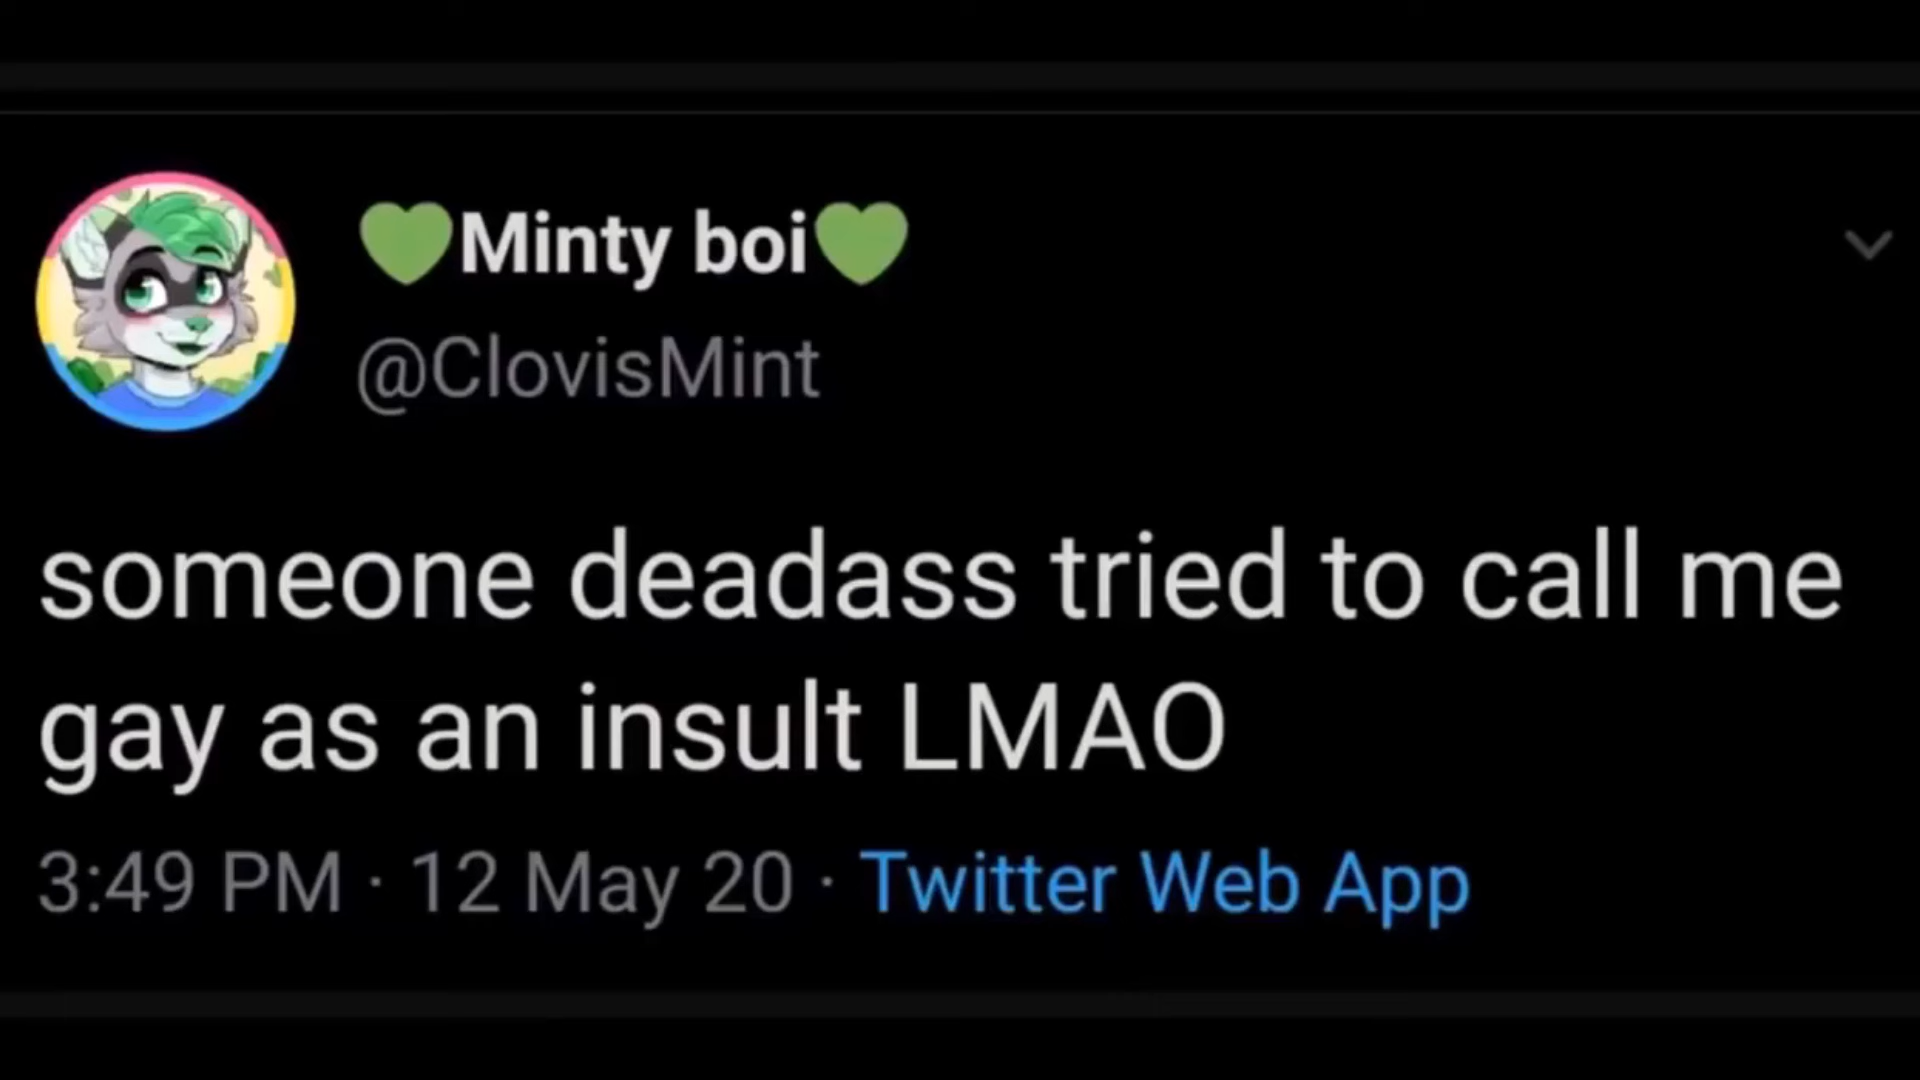 💚Minty boi💚
@ClovisMint
someone deadass tried to call me
gay as an insult LMAO
3:49 PM · 12 May 20 · Twitter Web App